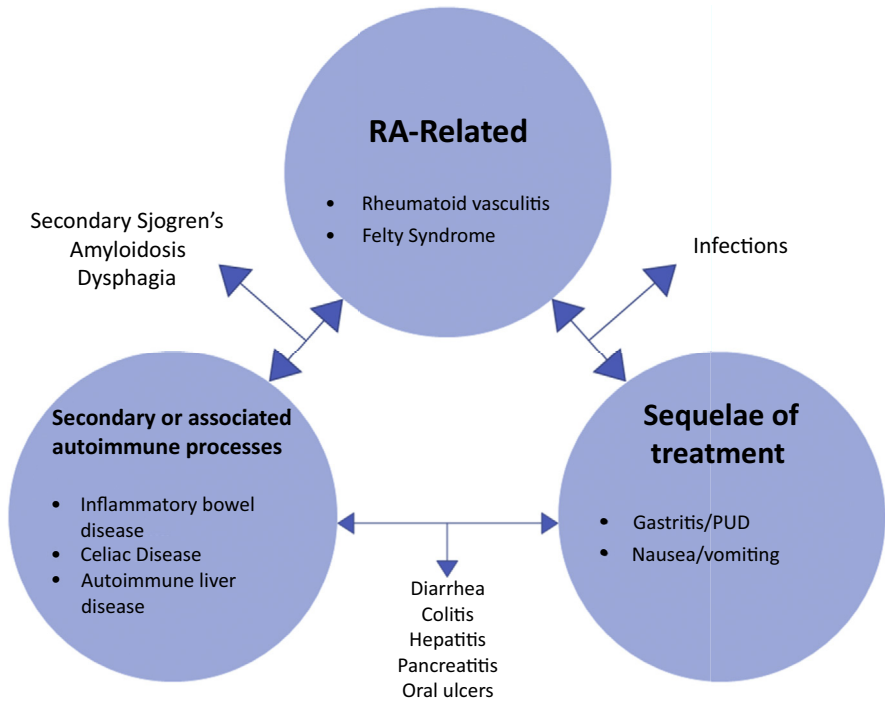 RA-Related
• Rheumatoid vasculitis
• Felty Syndrome
Secondary Sjogren’s
Amyloidosis
Dysphagia
Infections
Secondary or associated
autoimmune processes
• Inflammatory bowel
disease
• Celiac Disease
• Autoimmune liver
disease
Sequelae of
treatment
• Gastritis/PUD
• Nausea/vomiting
Diarrhea
Colitis
Hepatitis
Pancreatitis
Oral ulcers